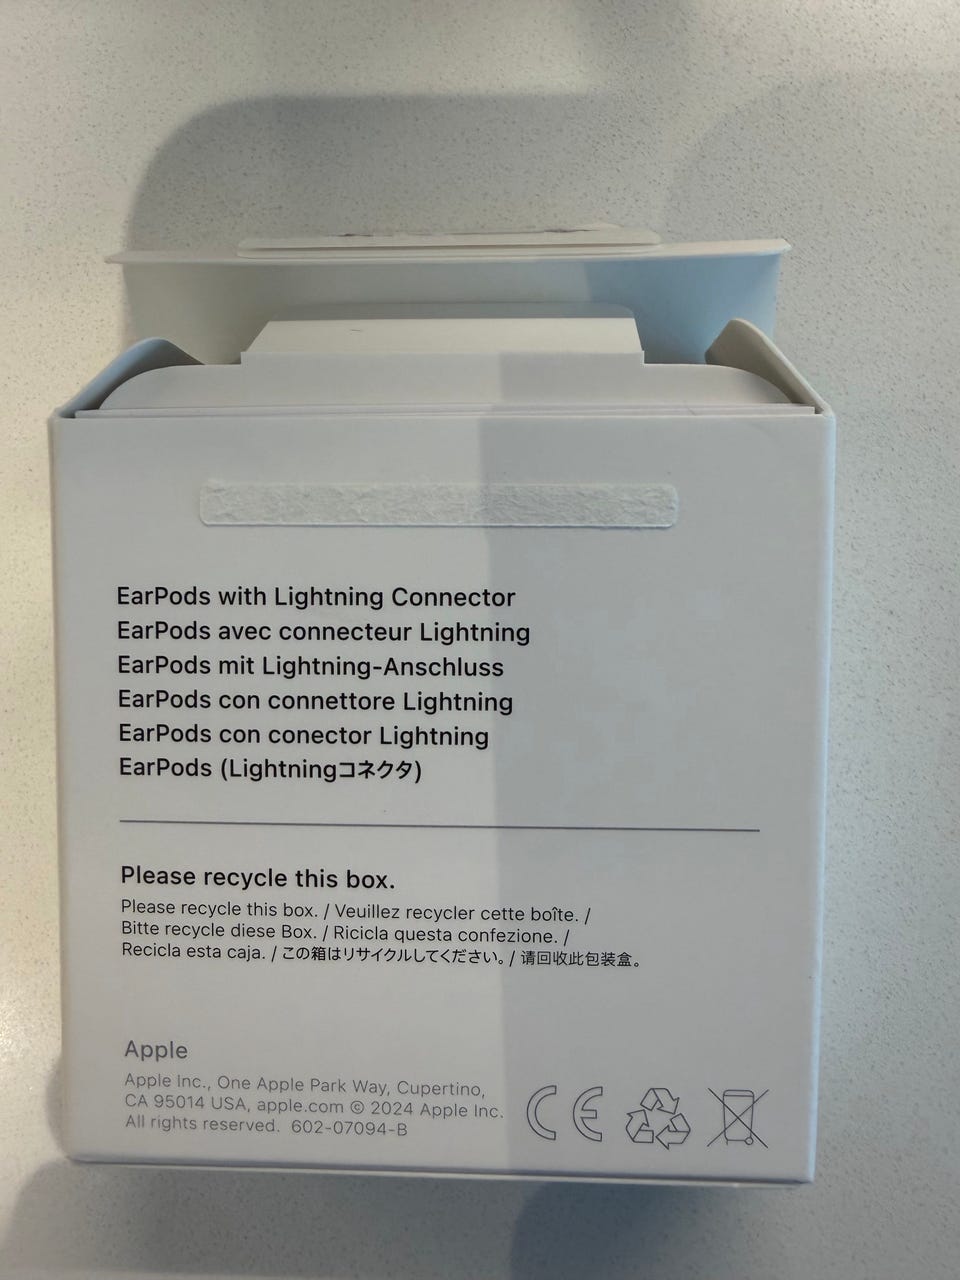 EarPods with Lightning Connector
EarPods avec connecteur Lightning
EarPods mit Lightning-Anschluss
EarPods con connettore Lightning
EarPods con conector Lightning
EarPods (Lightningコネクタ)
Please recycle this box.
Please recycle this box. / Veuillez recycler cette boîte. /
Bitte recycle diese Box. / Ricicla questa confezione. /
Recicla esta caja. / この箱はリサイクルしてください。/ 请回收此包装盒。
Apple
Apple Inc., One Apple Park Way, Cupertino,
CA 95014 USA, apple.com © 2024 Apple Inc.
All rights reserved. 602-07094-B
CE